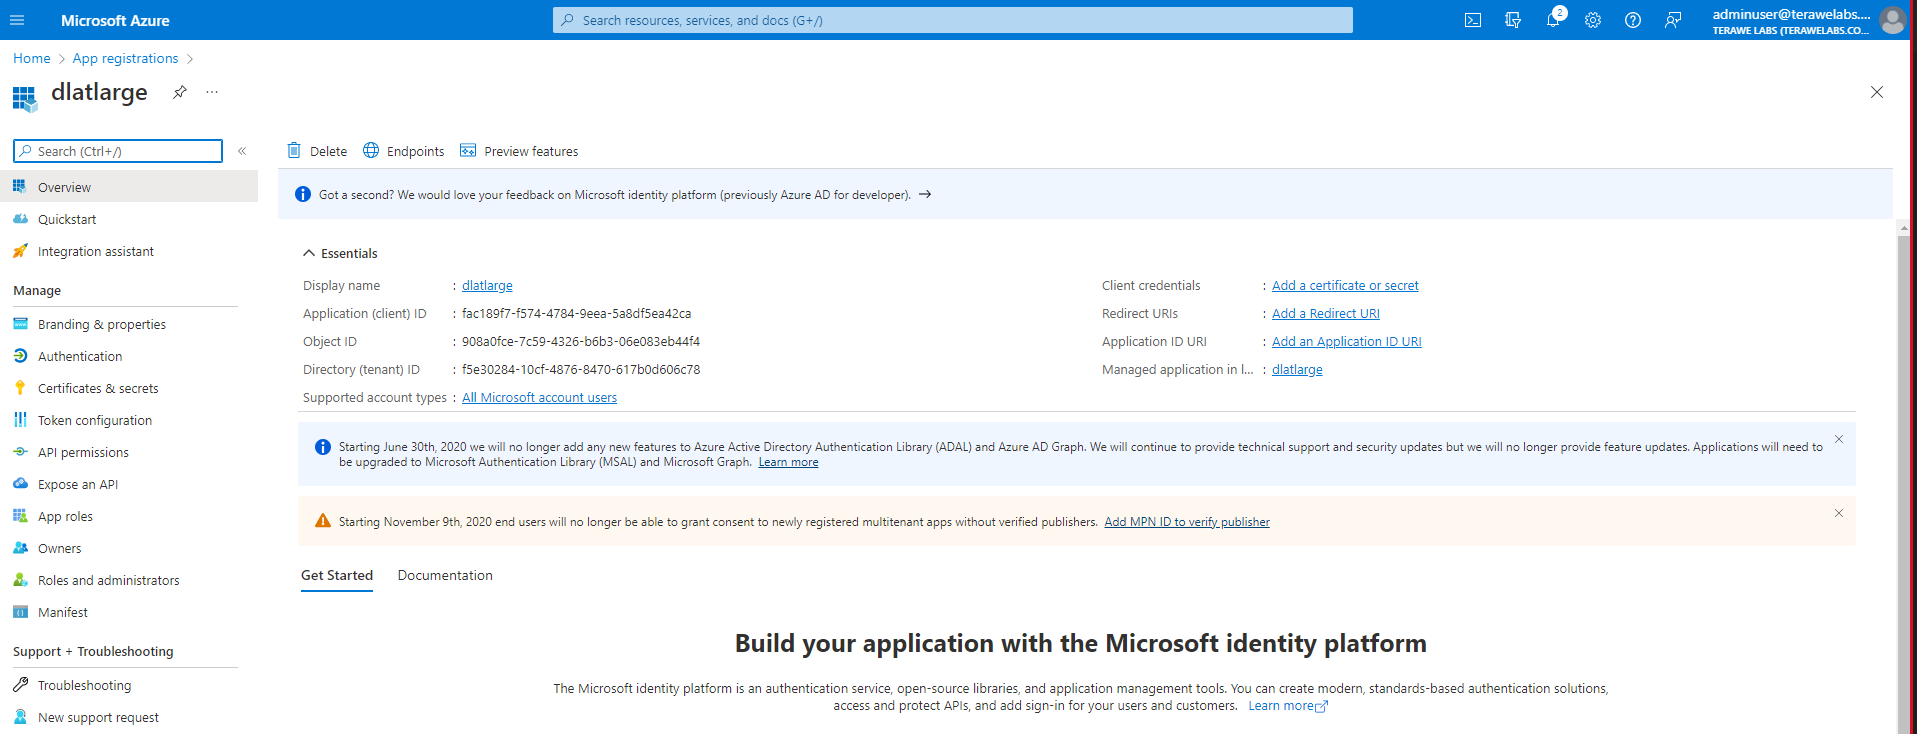 Microsoft Azure
Search resources, services, and docs (G+/)
2
adminuser@terawelabs....
TERAWE LABS (TERAWELABS.CO...
Home > App registrations >
dlatlarge
...
Search (Ctrl+/)
«
Overview
Quickstart
Integration assistant
Manage
Branding & properties
Authentication
Certificates & secrets
Token configuration
API permissions
Expose an API
App roles
Owners
Roles and administrators
Manifest
Support + Troubleshooting
Troubleshooting
New support request
Delete Endpoints Preview features
Got a second? We would love your feedback on Microsoft identity platform (previously Azure AD for developer). →
Essentials
Display name : dlatlarge
Application (client) ID : fac189f7-f574-4784-9eea-5a8df5ea42ca
Object ID : 908a0fce-7c59-4326-b6b3-06e083eb44f4
Directory (tenant) ID : f5e30284-10cf-4876-8470-617b0d606c78
Supported account types : All Microsoft account users
Client credentials : Add a certificate or secret
Redirect URIs : Add a Redirect URI
Application ID URI : Add an Application ID URI
Managed application in l... : dlatlarge
Starting June 30th, 2020 we will no longer add any new features to Azure Active Directory Authentication Library (ADAL) and Azure AD Graph. We will continue to provide technical support and security updates but we will no longer provide feature updates. Applications will need to
be upgraded to Microsoft Authentication Library (MSAL) and Microsoft Graph. Learn more
Starting November 9th, 2020 end users will no longer be able to grant consent to newly registered multitenant apps without verified publishers. Add MPN ID to verify publisher
Get Started Documentation
Build your application with the Microsoft identity platform
The Microsoft identity platform is an authentication service, open-source libraries, and application management tools. You can create modern, standards-based authentication solutions,
access and protect APIs, and add sign-in for your users and customers. Learn more